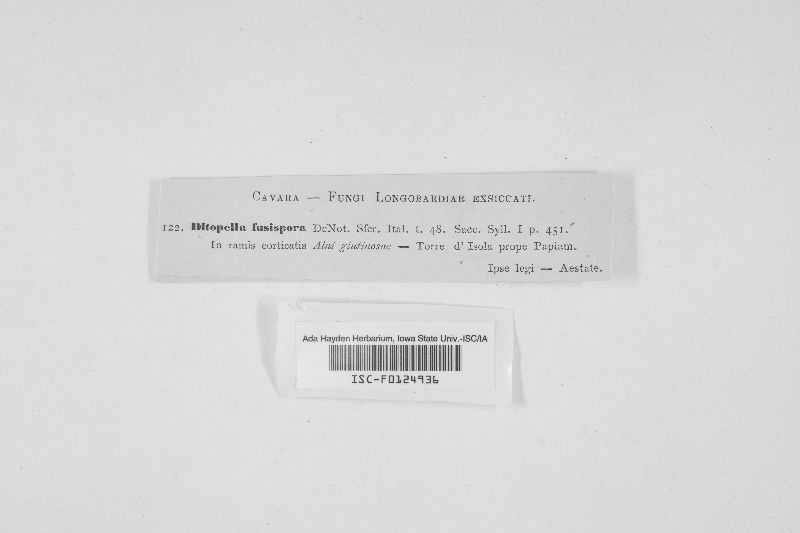 CAVARA — FUNGI LONGOBARDIAE EXSICCATI.
122. Ditopella fusispora DeNot. Sfer. Ital. t. 48. Sacc. Syll. I p. 451.
In ramis corticatis Alni glutinosae — Torre d' Isola prope Papiam.
Ipse legi — Aestate.
Ada Hayden Herbarium, Iowa State Univ.-ISC/IA
ISC-F0124936